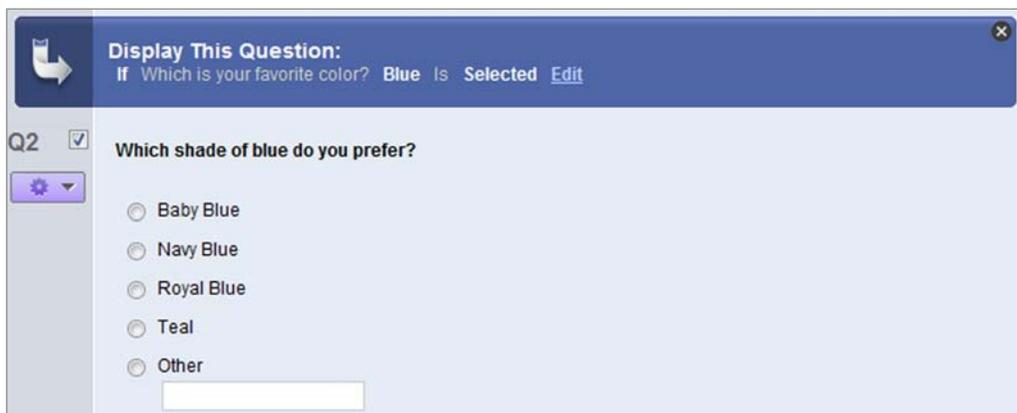 Display This Question:
If Which is your favorite color? Blue Is Selected Edit
Q2
Which shade of blue do you prefer?
Baby Blue
Navy Blue
Royal Blue
Teal
Other